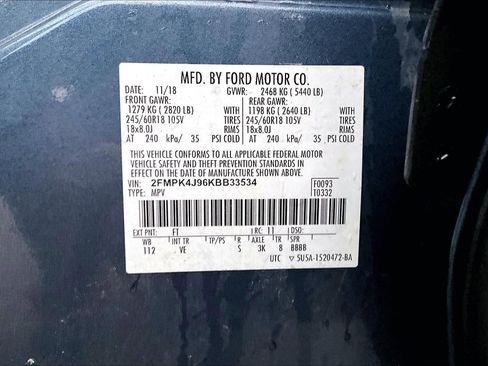 MFD. BY FORD MOTOR CO.
DATE: 11/18 GVWR: 2468 KG ( 5440 LB)
FRONT GAWR: REAR GAWR:
1279 KG ( 2820 LB) WITH 1198 KG ( 2640 LB) WITH
245/60R18 105V TIRES 245/60R18 105V TIRES
18x8.0J RIMS 18x8.0J RIMS
AT 240 kPa/ 35 PSI COLD AT 240 kPa/ 35 PSI COLD
THIS VEHICLE CONFORMS TO ALL APPLICABLE FEDERAL MOTOR
VEHICLE SAFETY AND THEFT PREVENTION STANDARDS IN
EFFECT ON THE DATE OF MANUFACTURE SHOWN ABOVE.
VIN: 2FMPK4J96KBB33534 F0093
TYPE: MPV T0332
EXT PNT: FT RC: 11 DSO:
WB INT TR TP/PS R AXLE TR SPR
112 VE S 3K 8 BBBB
UTC ▽ 5U5A-1520472-BA